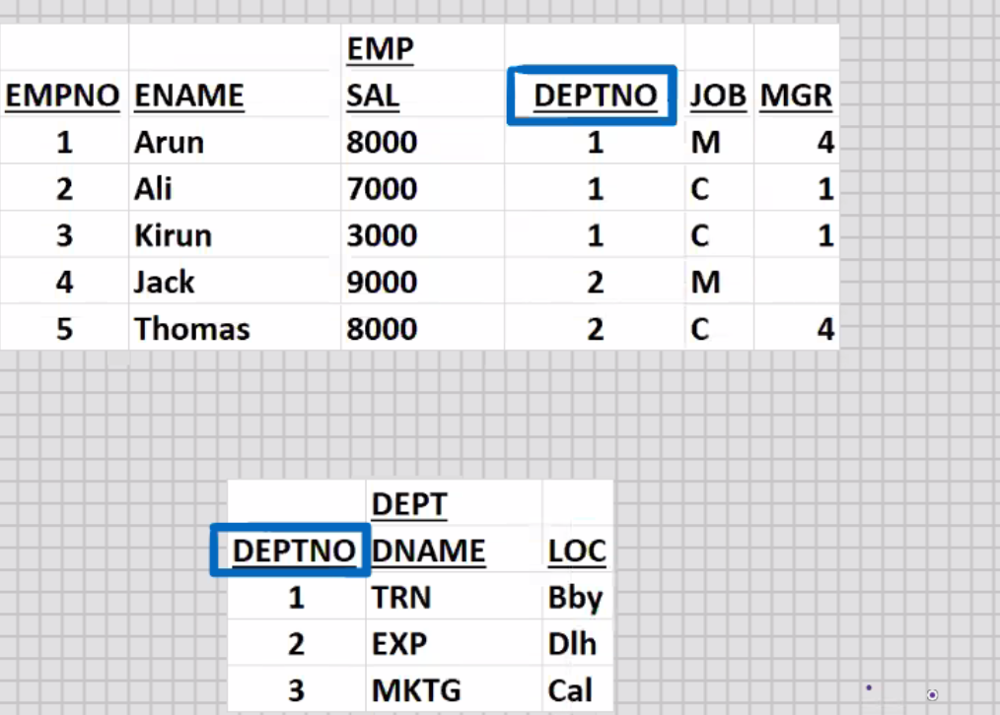 EMP
EMPNO ENAME SAL DEPTNO JOB MGR
1 Arun 8000 1 M 4
2 Ali 7000 1 C 1
3 Kirun 3000 1 C 1
4 Jack 9000 2 M
5 Thomas 8000 2 C 4
DEPT
DEPTNO DNAME LOC
1 TRN Bby
2 EXP Dlh
3 MKTG Cal